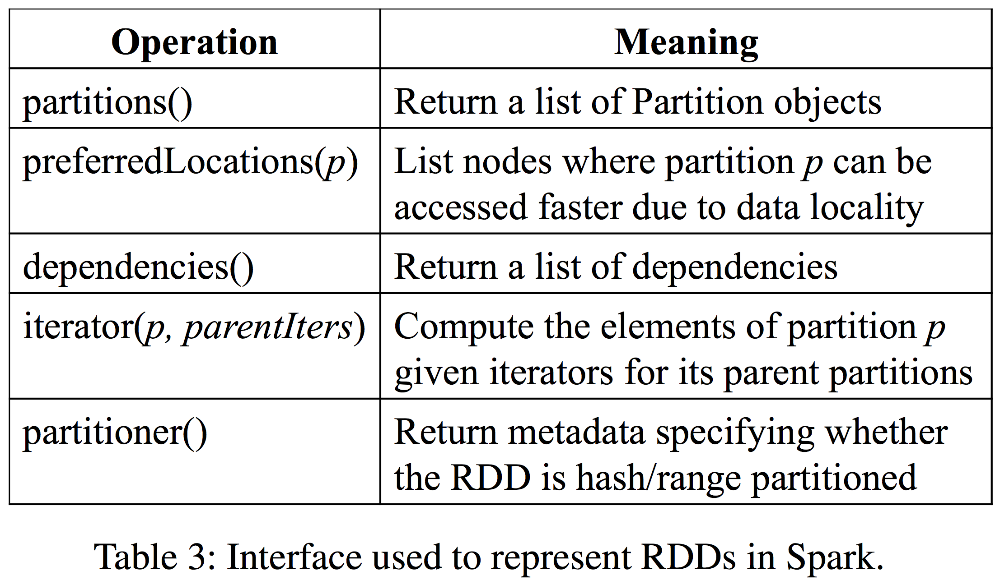 Operation Meaning
partitions() Return a list of Partition objects
preferredLocations(p) List nodes where partition p can be
accessed faster due to data locality
dependencies() Return a list of dependencies
iterator(p, parentIters) Compute the elements of partition p
given iterators for its parent partitions
partitioner() Return metadata specifying whether
the RDD is hash/range partitioned
Table 3: Interface used to represent RDDs in Spark.